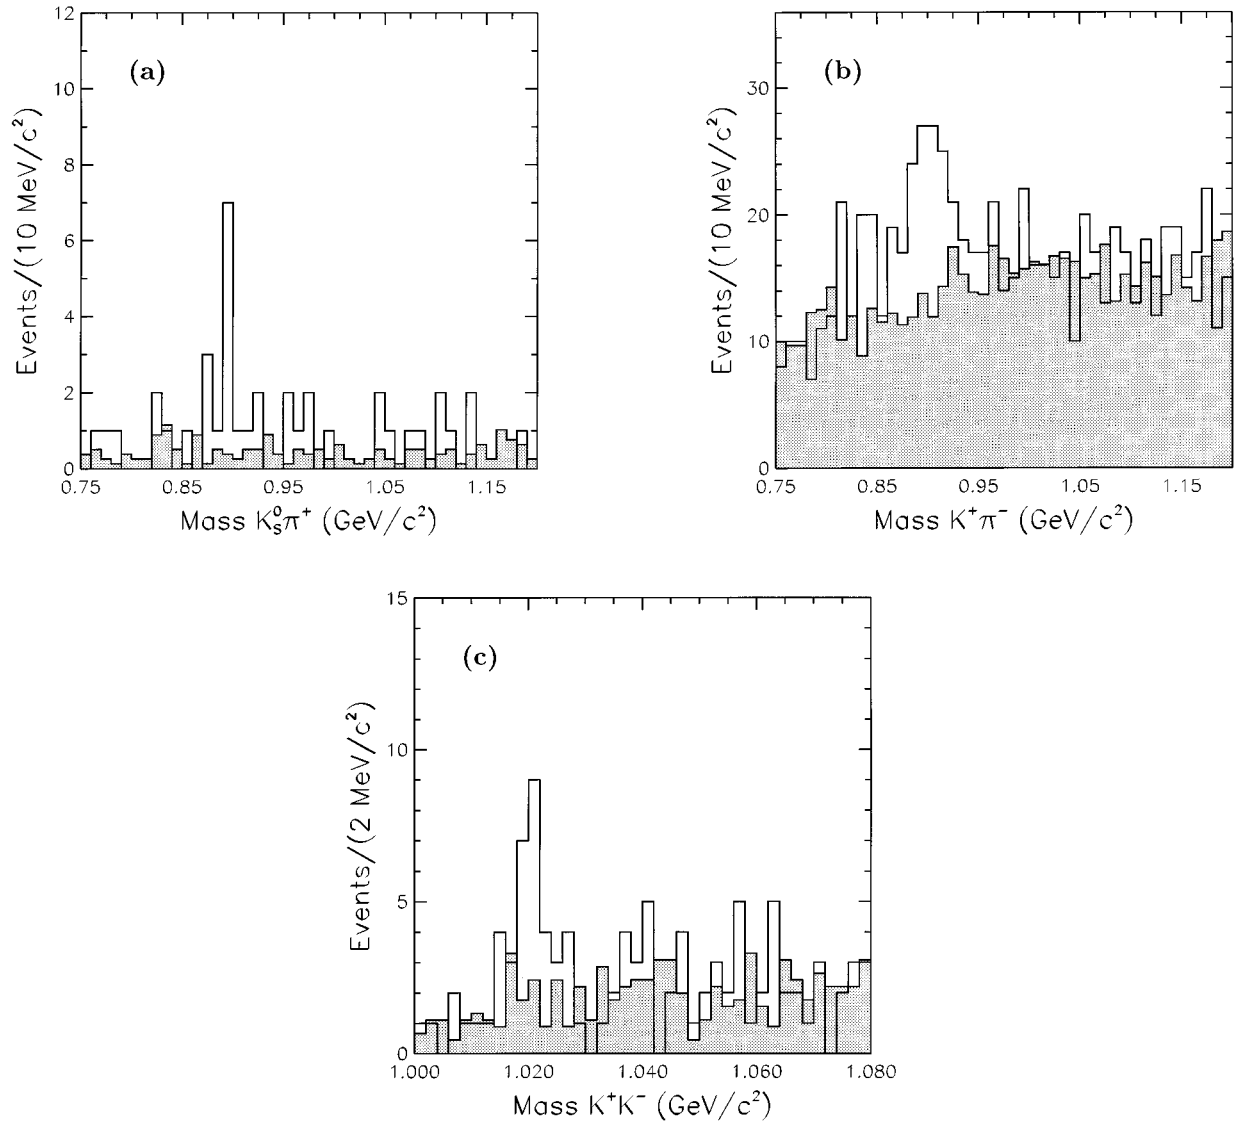 12
10
8
6
4
2
0
Events/(10 MeV/c²)
(a)
0.75 0.85 0.95 1.05 1.15
Mass K⁰Sπ⁺ (GeV/c²)
30
20
10
0
Events/(10 MeV/c²)
(b)
0.75 0.85 0.95 1.05 1.15
Mass K⁺π⁻ (GeV/c²)
15
10
5
0
Events/(2 MeV/c²)
(c)
1.000 1.020 1.040 1.060 1.080
Mass K⁺K⁻ (GeV/c²)